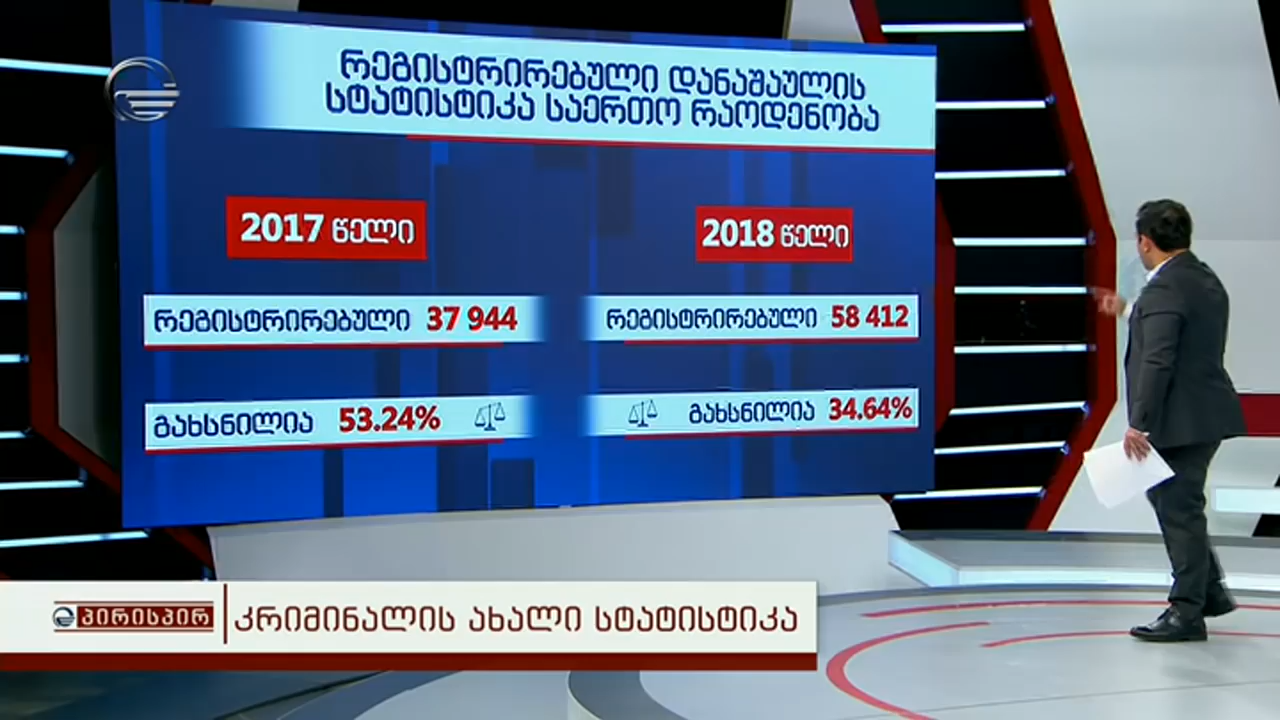 რეგისტრირებული დანაშაულის
სტატისტიკა საერთო რაოდენობა
2017 წელი
2018 წელი
რეგისტრირებული 37 944
რეგისტრირებული 58 412
გახსნილია 53.24%
გახსნილია 34.64%
პირისპირ
კრიმინალის ახალი სტატისტიკა